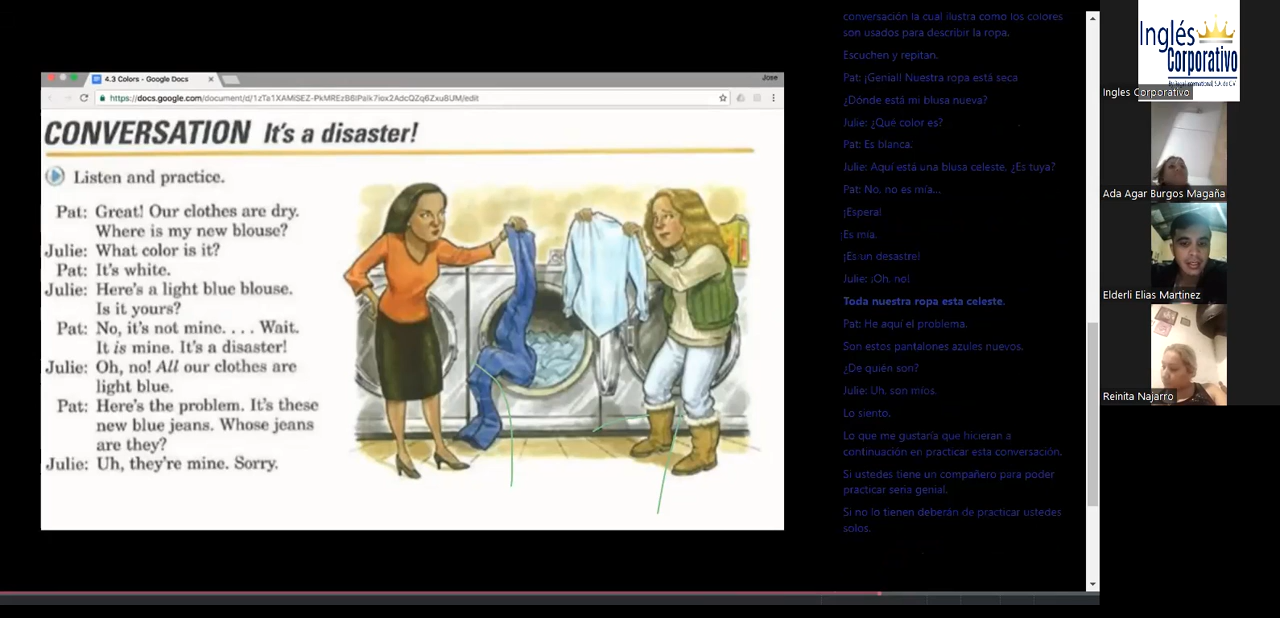 4.3 Colors - Google Docs
Jose
CONVERSATION It's a disaster!
Listen and practice.
Pat: Great! Our clothes are dry.
Where is my new blouse?
Julie: What color is it?
Pat: It's white.
Julie: Here's a light blue blouse.
Is it yours?
Pat: No, it's not mine. . . . Wait.
It is mine. It's a disaster!
Julie: Oh, no! All our clothes are
light blue.
Pat: Here's the problem. It's these
new blue jeans. Whose jeans
are they?
Julie: Uh, they're mine. Sorry.
conversación la cual ilustra como los colores
son usados para describir la ropa.
Escuchen y repitan.
Pat: ¡Genial! Nuestra ropa está seca
¿Dónde está mi blusa nueva?
Julie: ¿Qué color es?
Pat: Es blanca.
Julie: Aquí está una blusa celeste. ¿Es tuya?
Pat: No, no es mía...
¡Espera!
Es mía.
¡Es un desastre!
Julie: ¡Oh, no!
Toda nuestra ropa esta celeste.
Pat: He aquí el problema.
Son estos pantalones azules nuevos.
¿De quién son?
Julie: Uh, son míos.
Lo siento.
Lo que me gustaría que hicieran a
continuación en practicar esta conversación.
Si ustedes tiene un compañero para poder
practicar seria genial.
Si no lo tienen deberán de practicar ustedes
solos.
Inglés
Corporativo
Ingles Corporativo
Ada Agar Burgos Magaña
Elderli Elias Martinez
Reinita Najarro